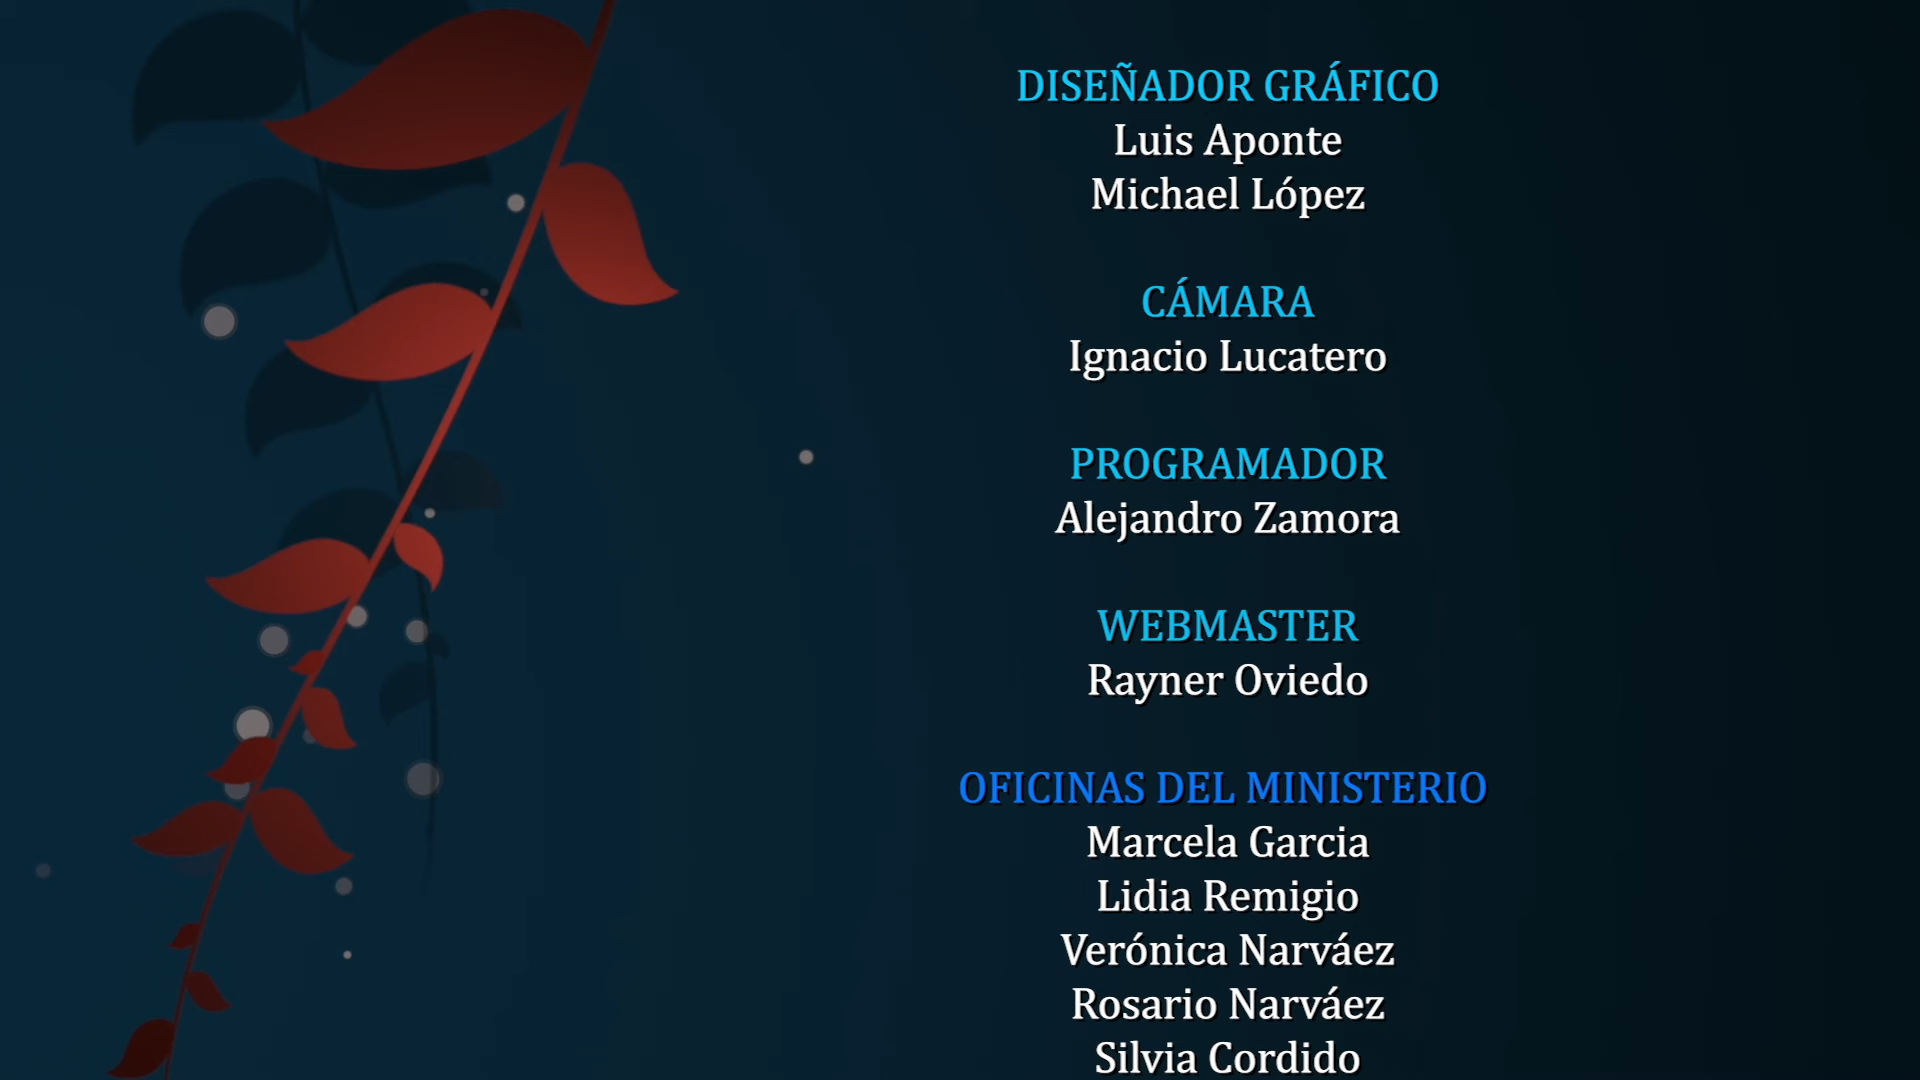 DISEÑADOR GRÁFICO
Luis Aponte
Michael López
CÁMARA
Ignacio Lucatero
PROGRAMADOR
Alejandro Zamora
WEBMASTER
Rayner Oviedo
OFICINAS DEL MINISTERIO
Marcela Garcia
Lidia Remigio
Verónica Narváez
Rosario Narváez
Silvia Cordido